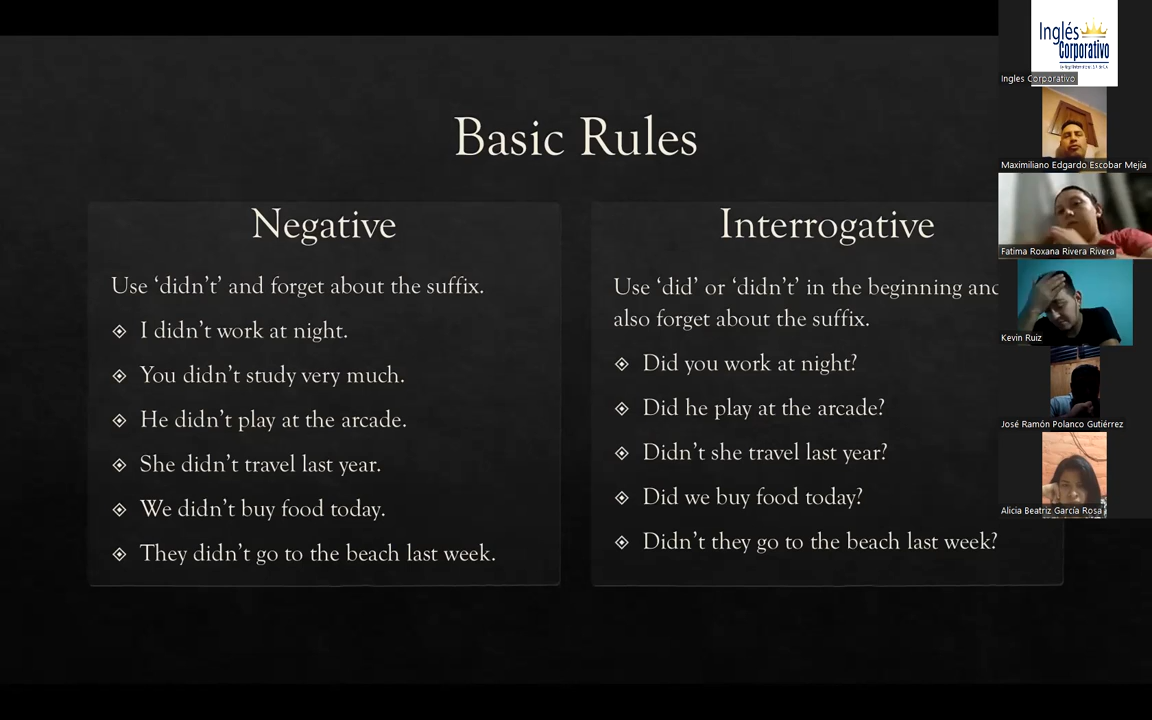 Basic Rules
Negative
Use ‘didn’t’ and forget about the suffix.
I didn’t work at night.
You didn’t study very much.
He didn’t play at the arcade.
She didn’t travel last year.
We didn’t buy food today.
They didn’t go to the beach last week.
Interrogative
Use ‘did’ or ‘didn’t’ in the beginning and
also forget about the suffix.
Did you work at night?
Did he play at the arcade?
Didn’t she travel last year?
Did we buy food today?
Didn’t they go to the beach last week?
Inglés
Corporativo
Ingles Corporativo
Maximiliano Edgardo Escobar Mejía
Fatima Roxana Rivera Rivera
Kevin Ruiz
José Ramón Polanco Gutiérrez
Alicia Beatriz García Rosa